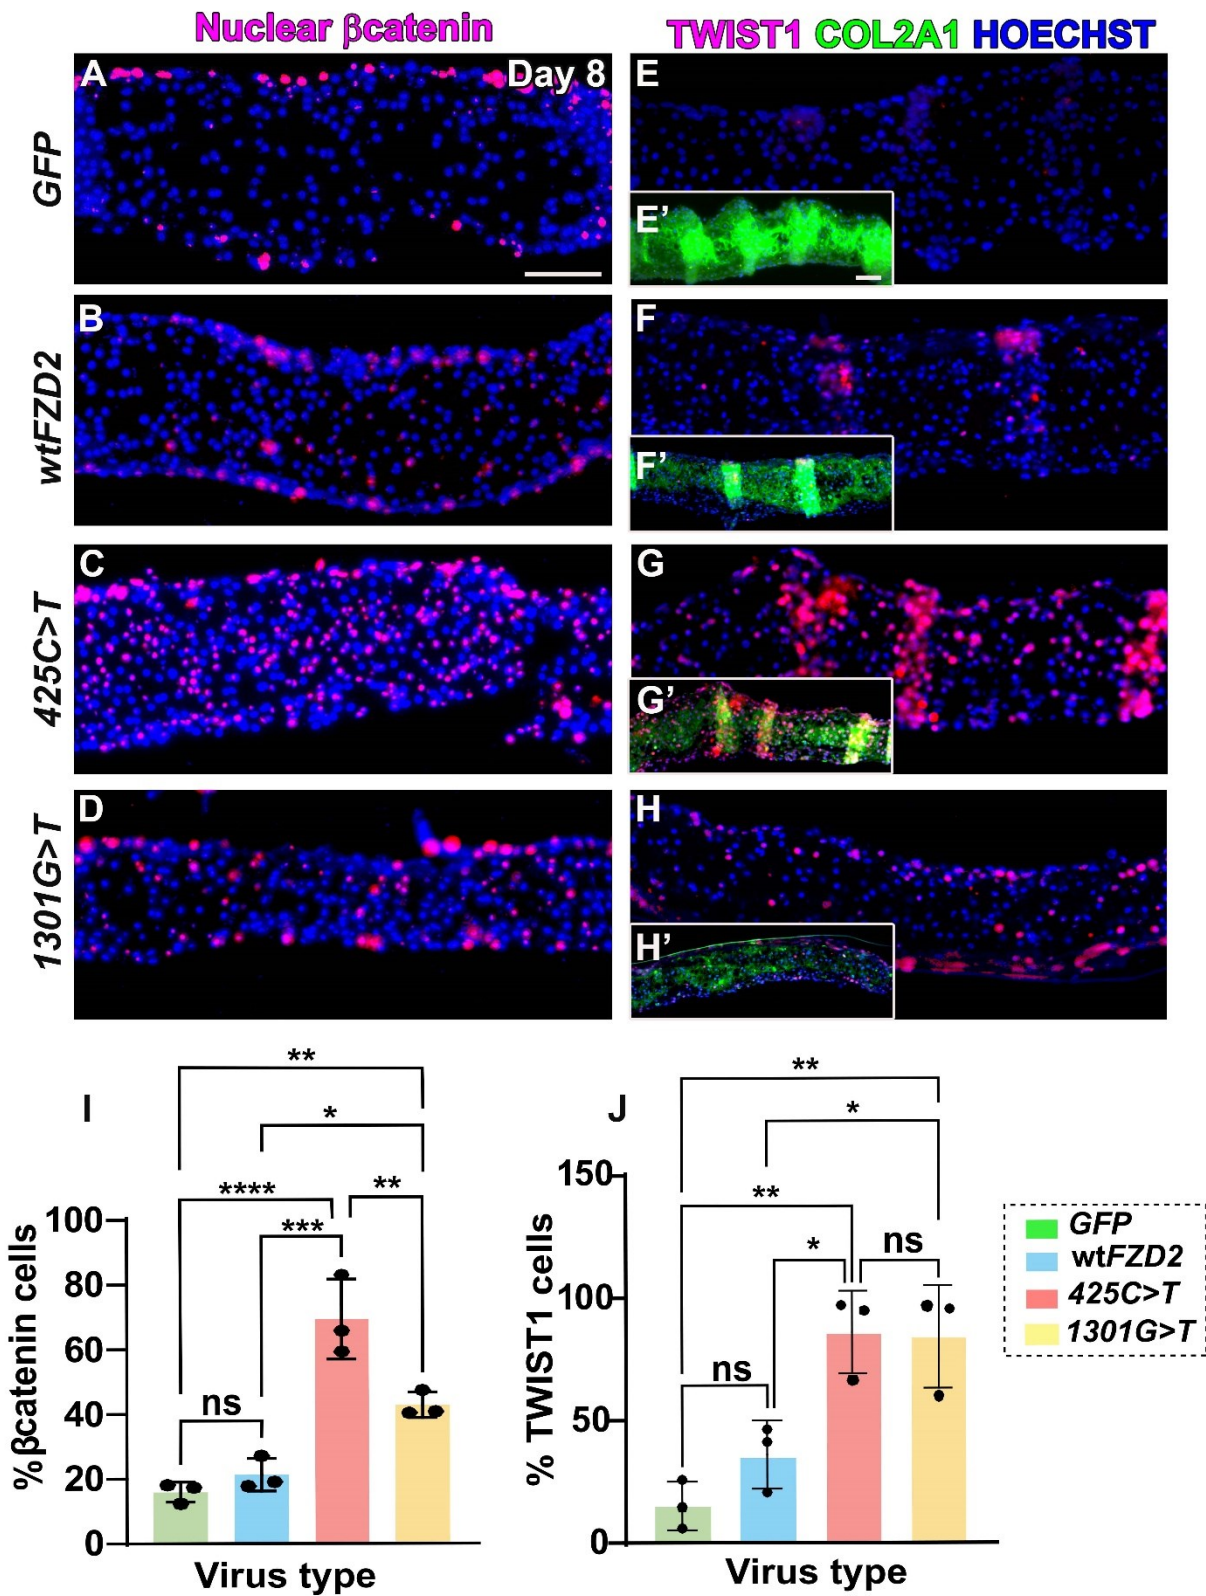 Nuclear βcatenin
TWIST1 COL2A1 HOECHST
A
Day 8
E
GFP
E'
B
F
wtFZD2
F'
C
G
425C>T
G'
D
H
1301G>T
H'
I
**
*
****
***
**
ns
100
80
60
40
20
0
%βcatenin cells
Virus type
J
**
*
**
*
ns
ns
150
100
50
0
% TWIST1 cells
Virus type
GFP
wtFZD2
425C>T
1301G>T